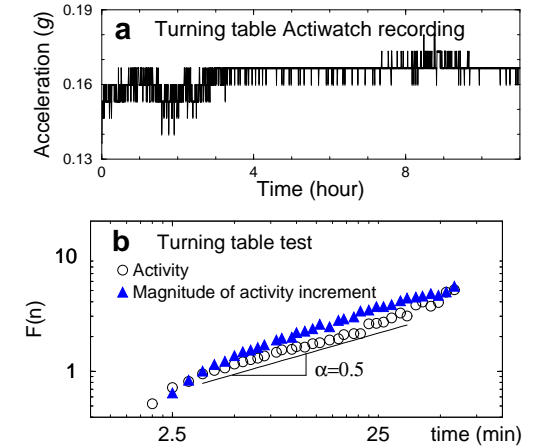 0.19
a Turning table Actiwatch recording
Acceleration (g)
0.16
0.13
0 4 8
Time (hour)
b Turning table test
10
Activity
Magnitude of activity increment
F(n)
1
α=0.5
2.5 25 time (min)